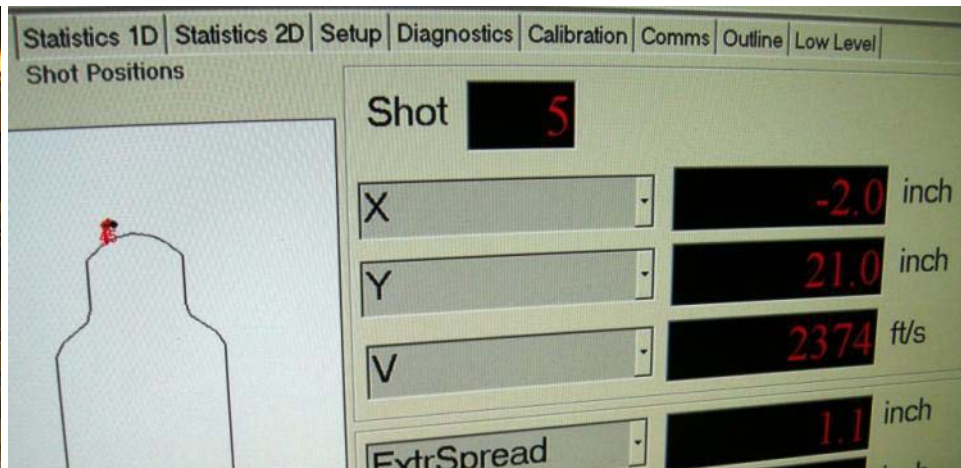 Statistics 1D Statistics 2D Setup Diagnostics Calibration Comms Outline Low Level
Shot Positions
Shot 5
X -2.0 inch
Y 21.0 inch
V 2374 ft/s
ExtrSpread 1.1 inch